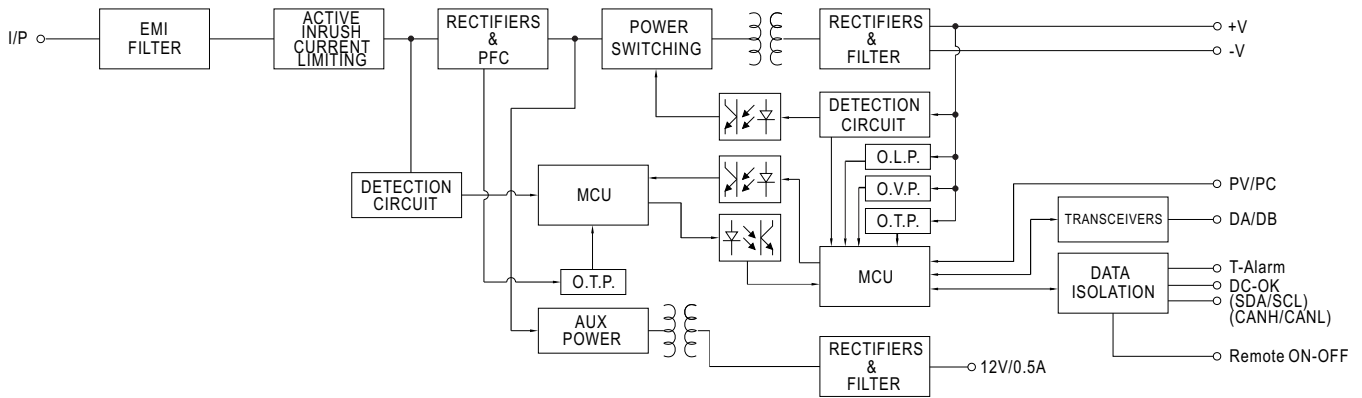 I/P
EMI
FILTER
ACTIVE
INRUSH
CURRENT
LIMITING
RECTIFIERS
&
PFC
POWER
SWITCHING
RECTIFIERS
&
FILTER
+V
-V
DETECTION
CIRCUIT
O.L.P.
O.V.P.
O.T.P.
DETECTION
CIRCUIT
MCU
O.T.P.
MCU
PV/PC
TRANSCEIVERS
DA/DB
DATA
ISOLATION
T-Alarm
DC-OK
(SDA/SCL)
(CANH/CANL)
Remote ON-OFF
AUX
POWER
RECTIFIERS
&
FILTER
12V/0.5A